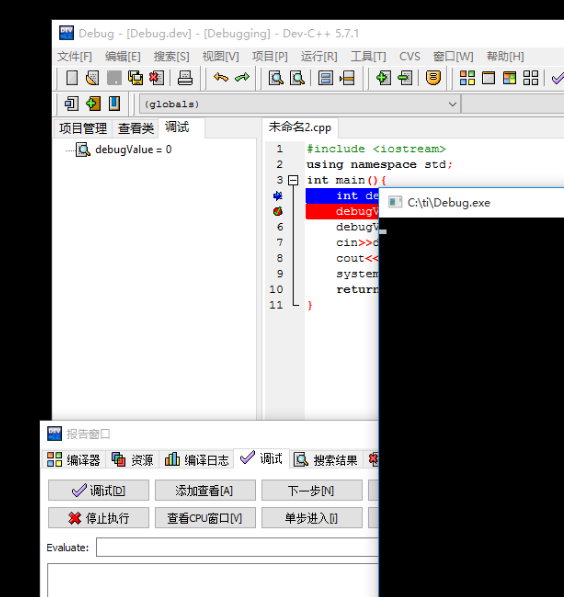 Debug - [Debug.dev] - [Debugging] - Dev-C++ 5.7.1
文件[F] 编辑[E] 搜索[S] 视图[V] 项目[P] 运行[R] 工具[T] CVS 窗口[W] 帮助[H]
(globals)
项目管理 查看类 调试 未命名2.cpp
debugValue = 0
1 #include <iostream>
2 using namespace std;
3 int main(){
int de
debugV
6 debugV
7 cin>>d
8 cout<<
9 system
10 return
11 }
C:\ti\Debug.exe
报告窗口
编译器 资源 编译日志 调试 搜索结果
调试[D] 添加查看[A] 下一步[N]
停止执行 查看CPU窗口[V] 单步进入[I]
Evaluate: